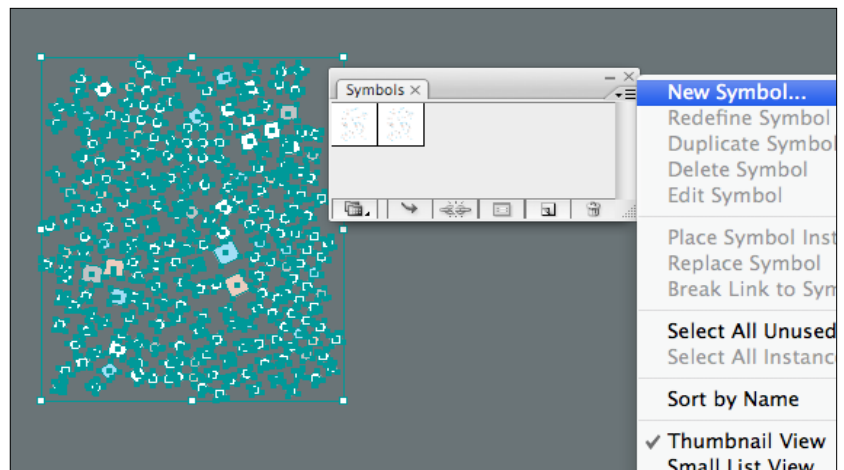 Symbols ×
New Symbol...
Redefine Symbol
Duplicate Symbol
Delete Symbol
Edit Symbol
Place Symbol Inst
Replace Symbol
Break Link to Sym
Select All Unused
Select All Instanc
Sort by Name
✓ Thumbnail View
Small List View